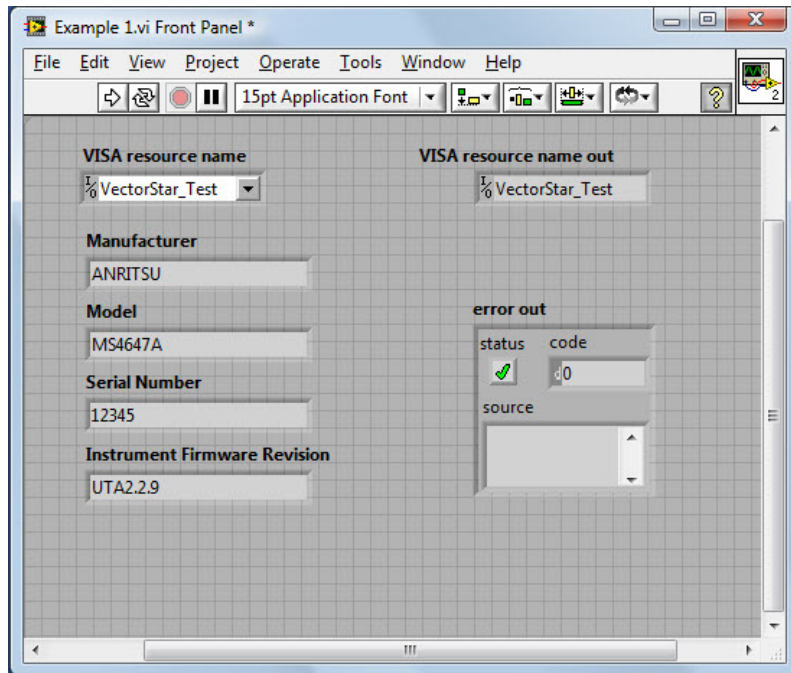 Example 1.vi Front Panel *
File Edit View Project Operate Tools Window Help
15pt Application Font
2
VISA resource name
VISA resource name out
I/O VectorStar_Test
I/O VectorStar_Test
Manufacturer
ANRITSU
Model
MS4647A
error out
status code
d 0
Serial Number
12345
source
Instrument Firmware Revision
UTA2.2.9